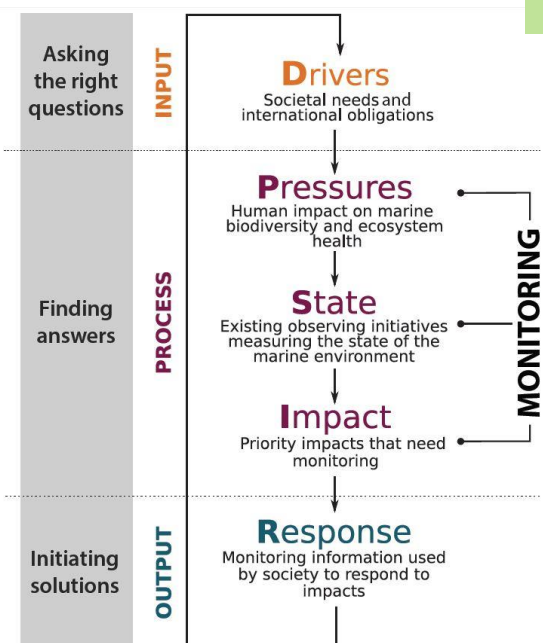 Asking
the right
questions
INPUT
Drivers
Societal needs and
international obligations
Finding
answers
PROCESS
Pressures
Human impact on marine
biodiversity and ecosystem
health
State
Existing observing initiatives
measuring the state of the
marine environment
Impact
Priority impacts that need
monitoring
MONITORING
Initiating
solutions
OUTPUT
Response
Monitoring information used
by society to respond to
impacts